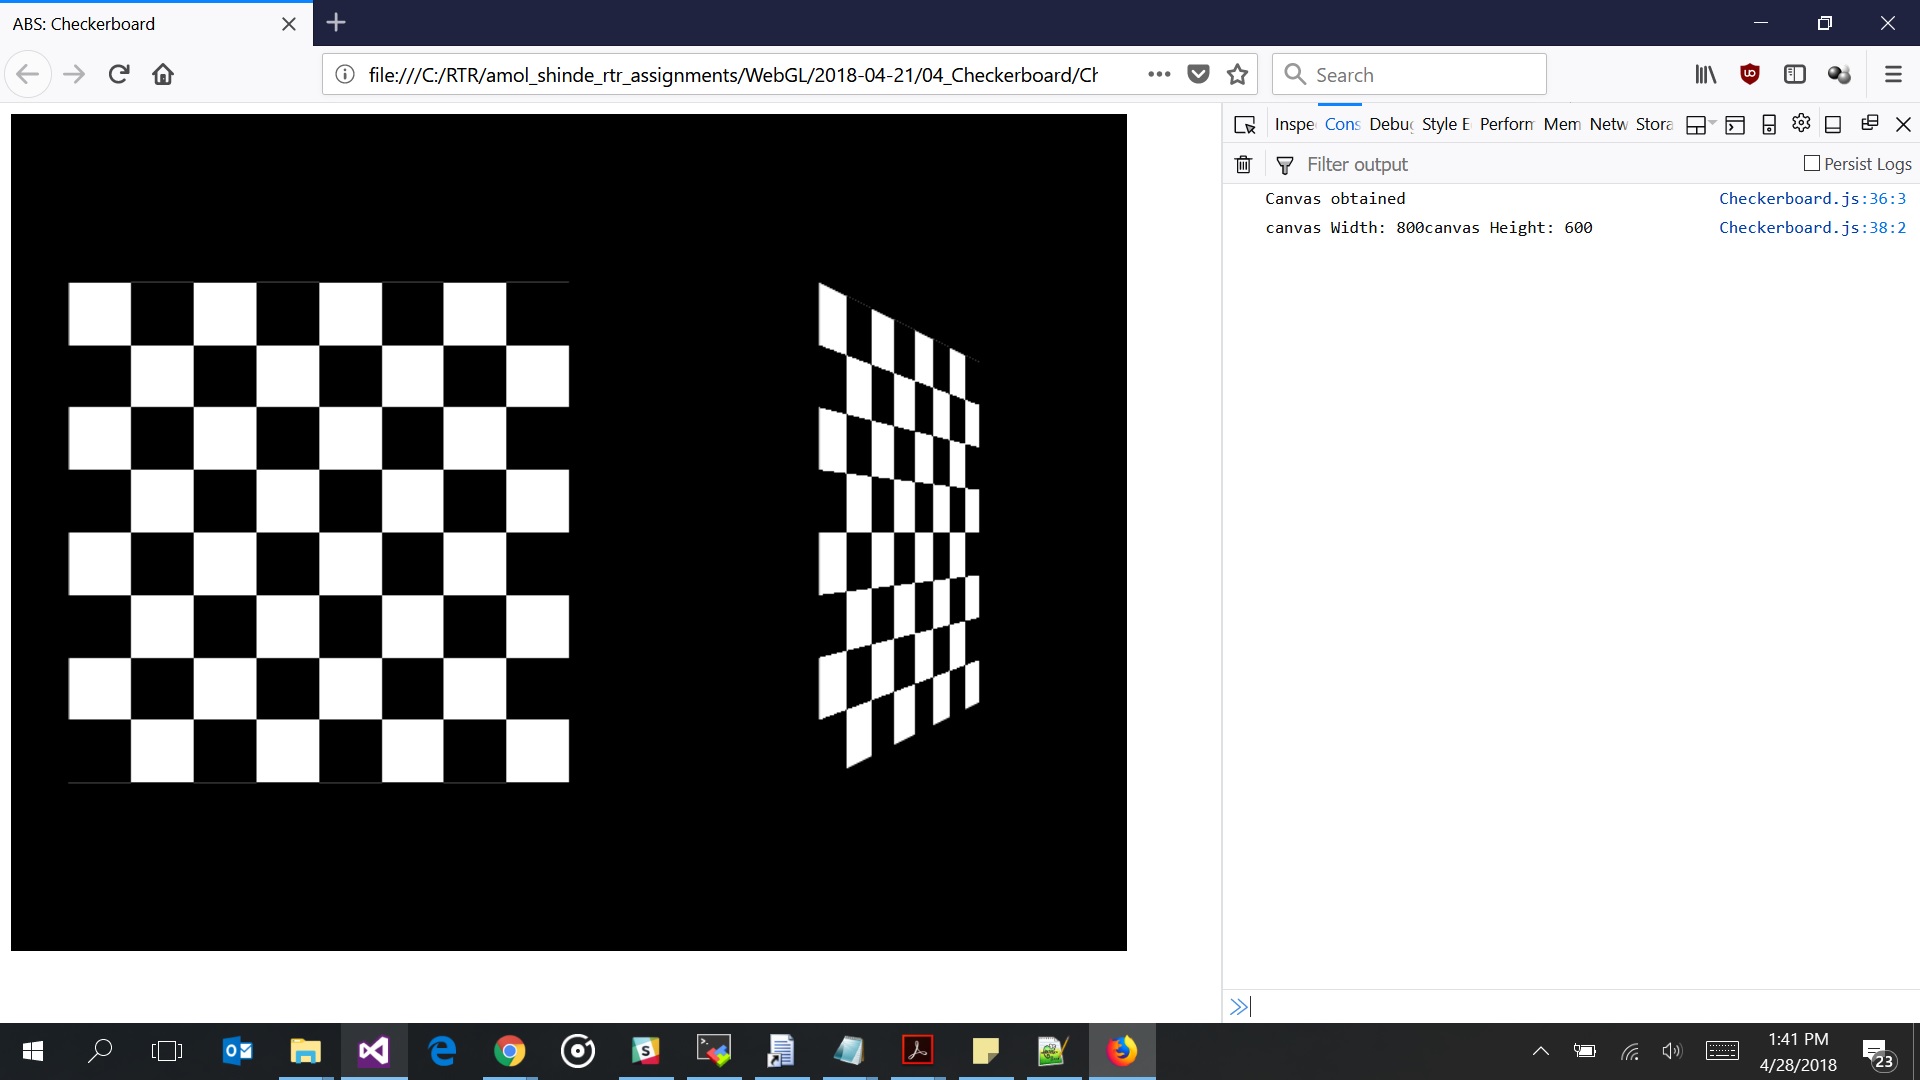 ABS: Checkerboard
file:///C:/RTR/amol_shinde_rtr_assignments/WebGL/2018-04-21/04_Checkerboard/Ch
Search
Inspe Cons Debug Style E Perform Mem Netw Stora
Filter output
Persist Logs
Canvas obtained Checkerboard.js:36:3
canvas Width: 800canvas Height: 600 Checkerboard.js:38:2
1:41 PM
4/28/2018
23